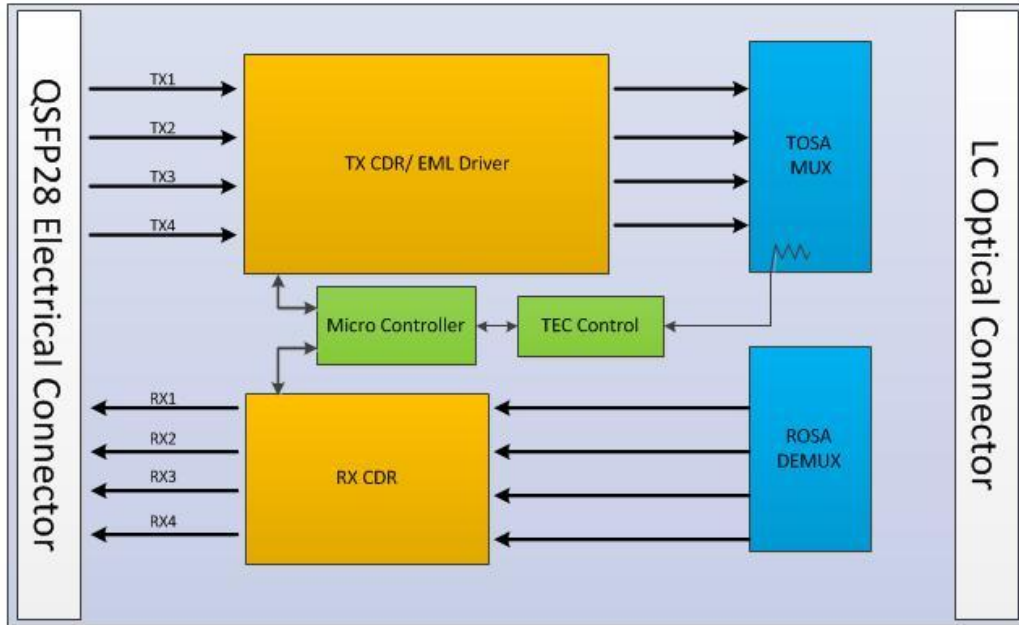 QSFP28 Electrical Connector
TX1
TX2
TX3
TX4
TX CDR/ EML Driver
TOSA
MUX
Micro Controller
TEC Control
RX1
RX2
RX3
RX4
RX CDR
ROSA
DEMUX
LC Optical Connector